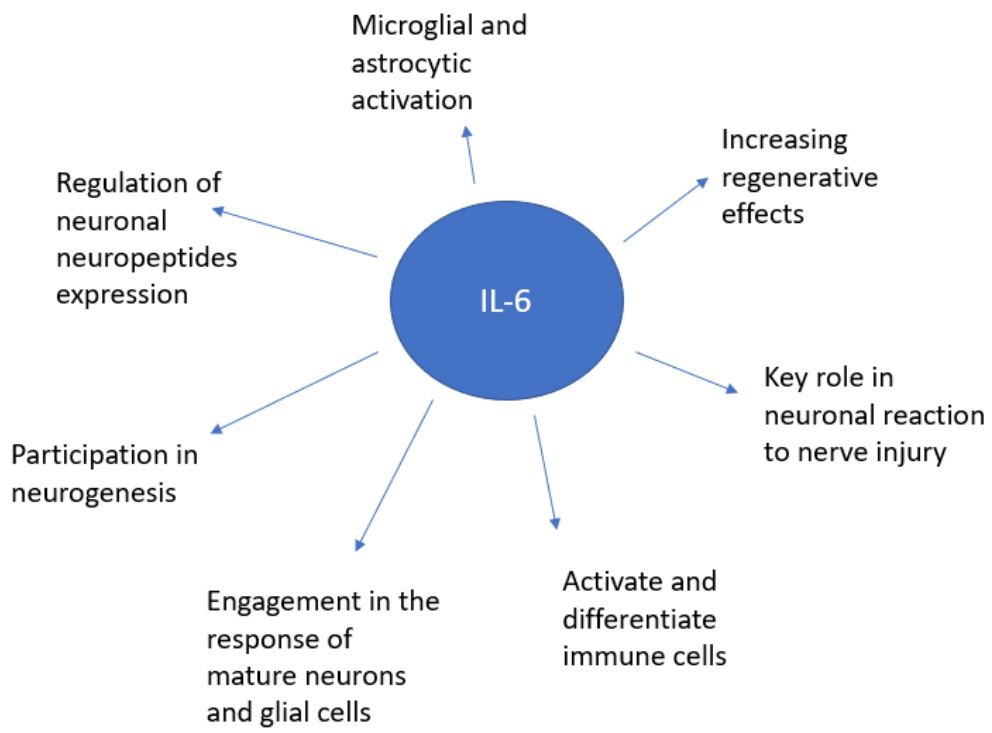 Microglial and
astrocytic
activation
Increasing
regenerative
effects
Regulation of
neuronal
neuropeptides
expression
IL-6
Key role in
neuronal reaction
to nerve injury
Participation in
neurogenesis
Engagement in the
response of
mature neurons
and glial cells
Activate and
differentiate
immune cells